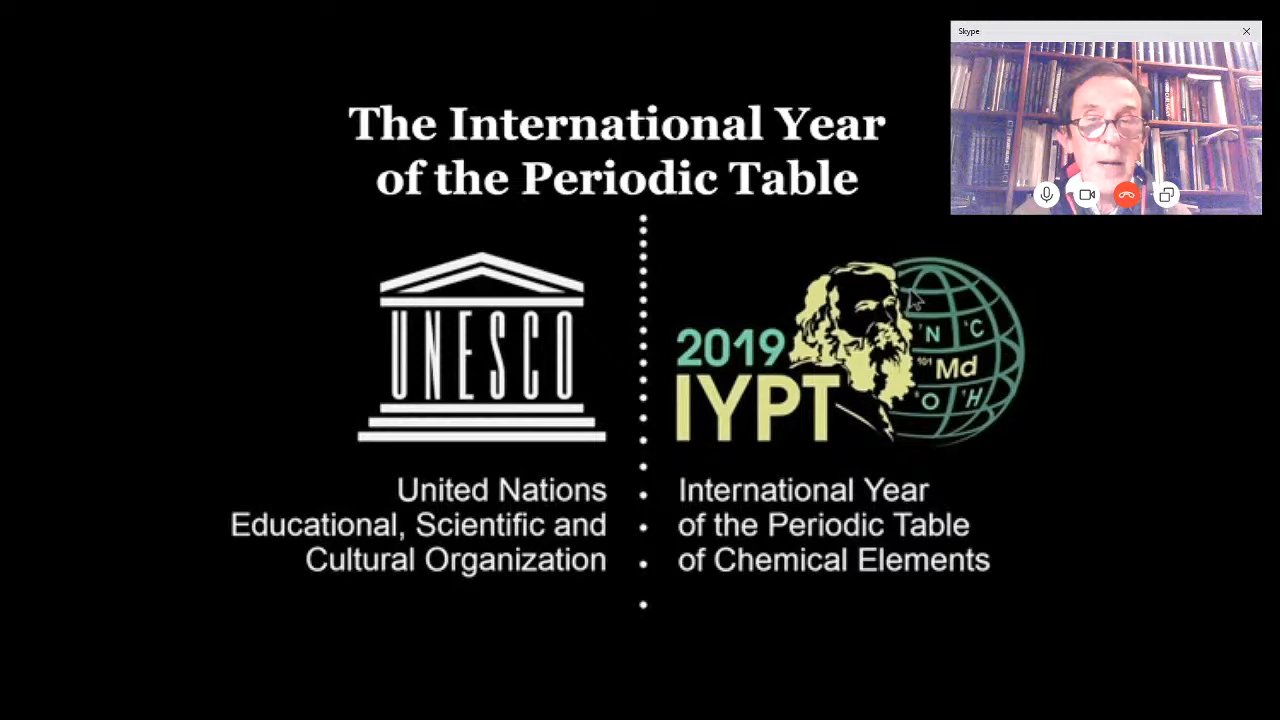 Skype
The International Year
of the Periodic Table
UNESCO
2019
IYPT
N
C
101 Md
O
H
United Nations
Educational, Scientific and
Cultural Organization
International Year
of the Periodic Table
of Chemical Elements